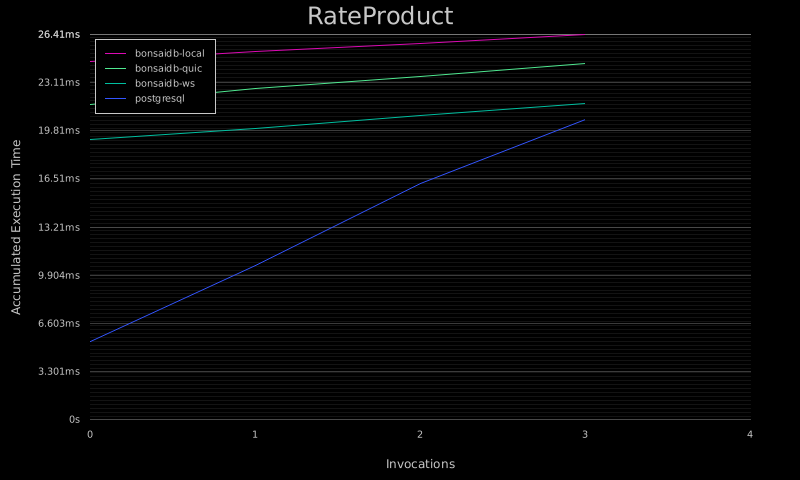 RateProduct
26.41ms
bonsaidb-local
bonsaidb-quic
bonsaidb-ws
postgresql
23.11ms
19.81ms
16.51ms
13.21ms
9.904ms
6.603ms
3.301ms
0s
Accumulated Execution Time
0 1 2 3 4
Invocations